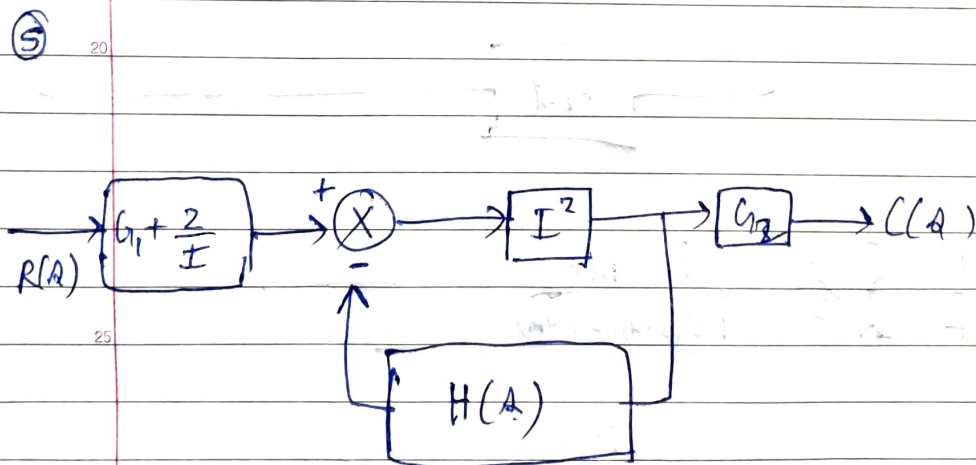 ⑤
20
+
G₁ + 2/I
X
I²
G₃
C(s)
R(s)
-
25
H(s)